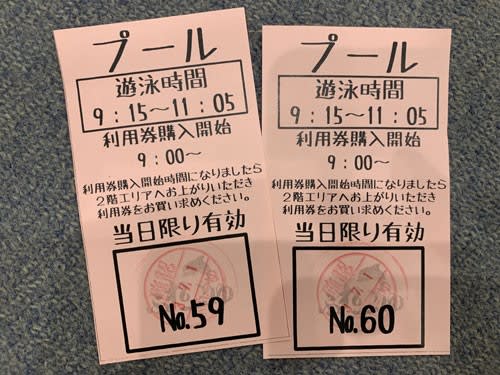 プール
遊泳時間
9:15～11:05
利用券購入開始
9:00～
利用券購入開始時間になりましたら
2階エリアへお上がりいただき
利用券をお買い求めください。
当日限り有効
No.59
プール
遊泳時間
9:15～11:05
利用券購入開始
9:00～
利用券購入開始時間になりましたら
2階エリアへお上がりいただき
利用券をお買い求めください。
当日限り有効
No.60